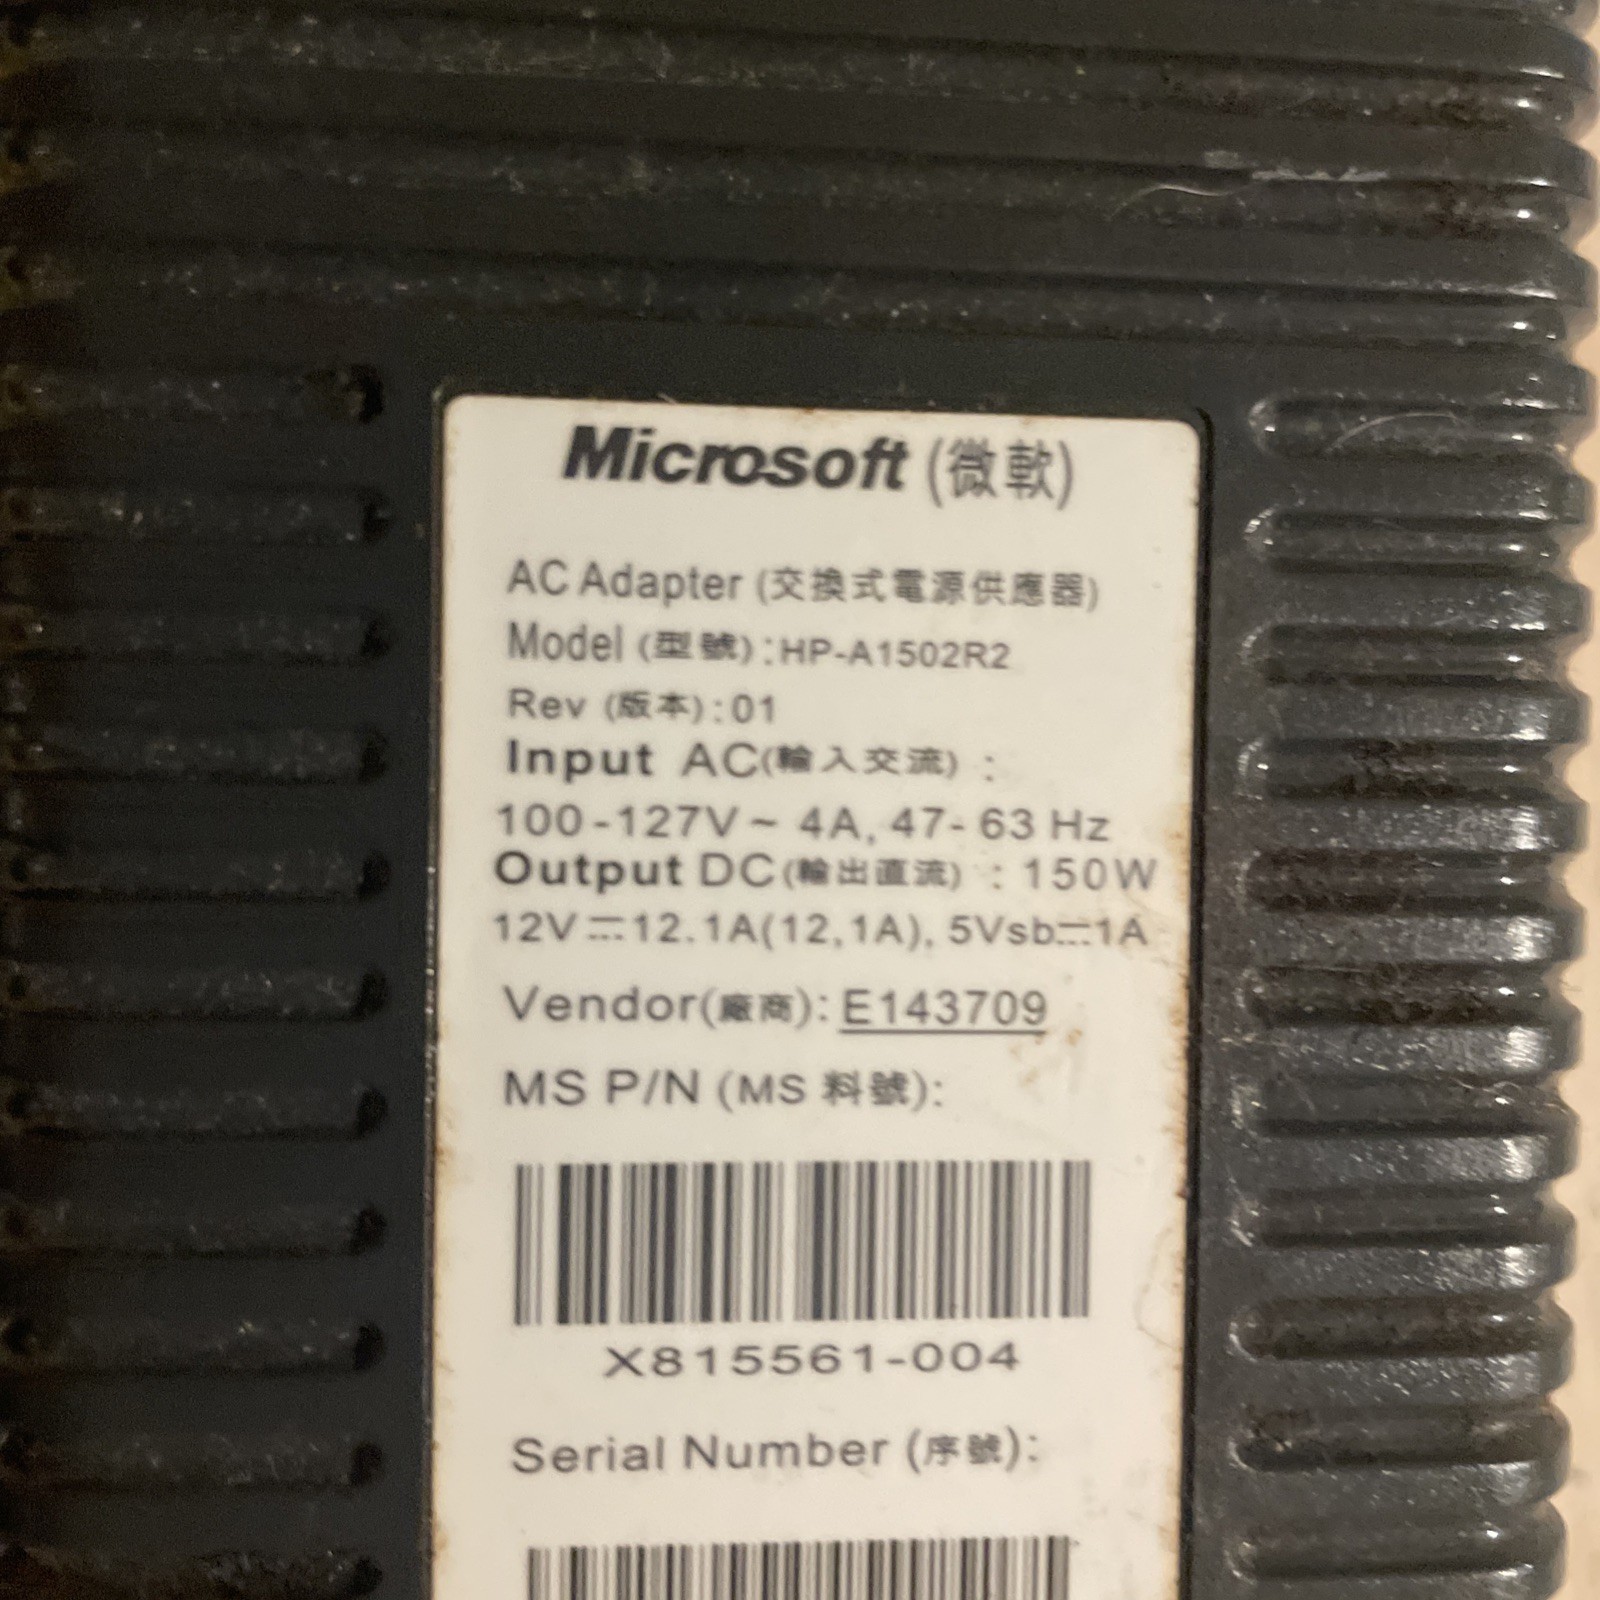 Microsoft (微軟)
AC Adapter (交換式電源供應器)
Model (型號):HP-A1502R2
Rev (版本):01
Input AC(輸入交流) :
100-127V~ 4A, 47-63 Hz
Output DC(輸出直流) : 150W
12V⎓12.1A(12,1A), 5Vsb⎓1A
Vendor(廠商): E143709
MS P/N (MS 料號):
X815561-004
Serial Number (序號):